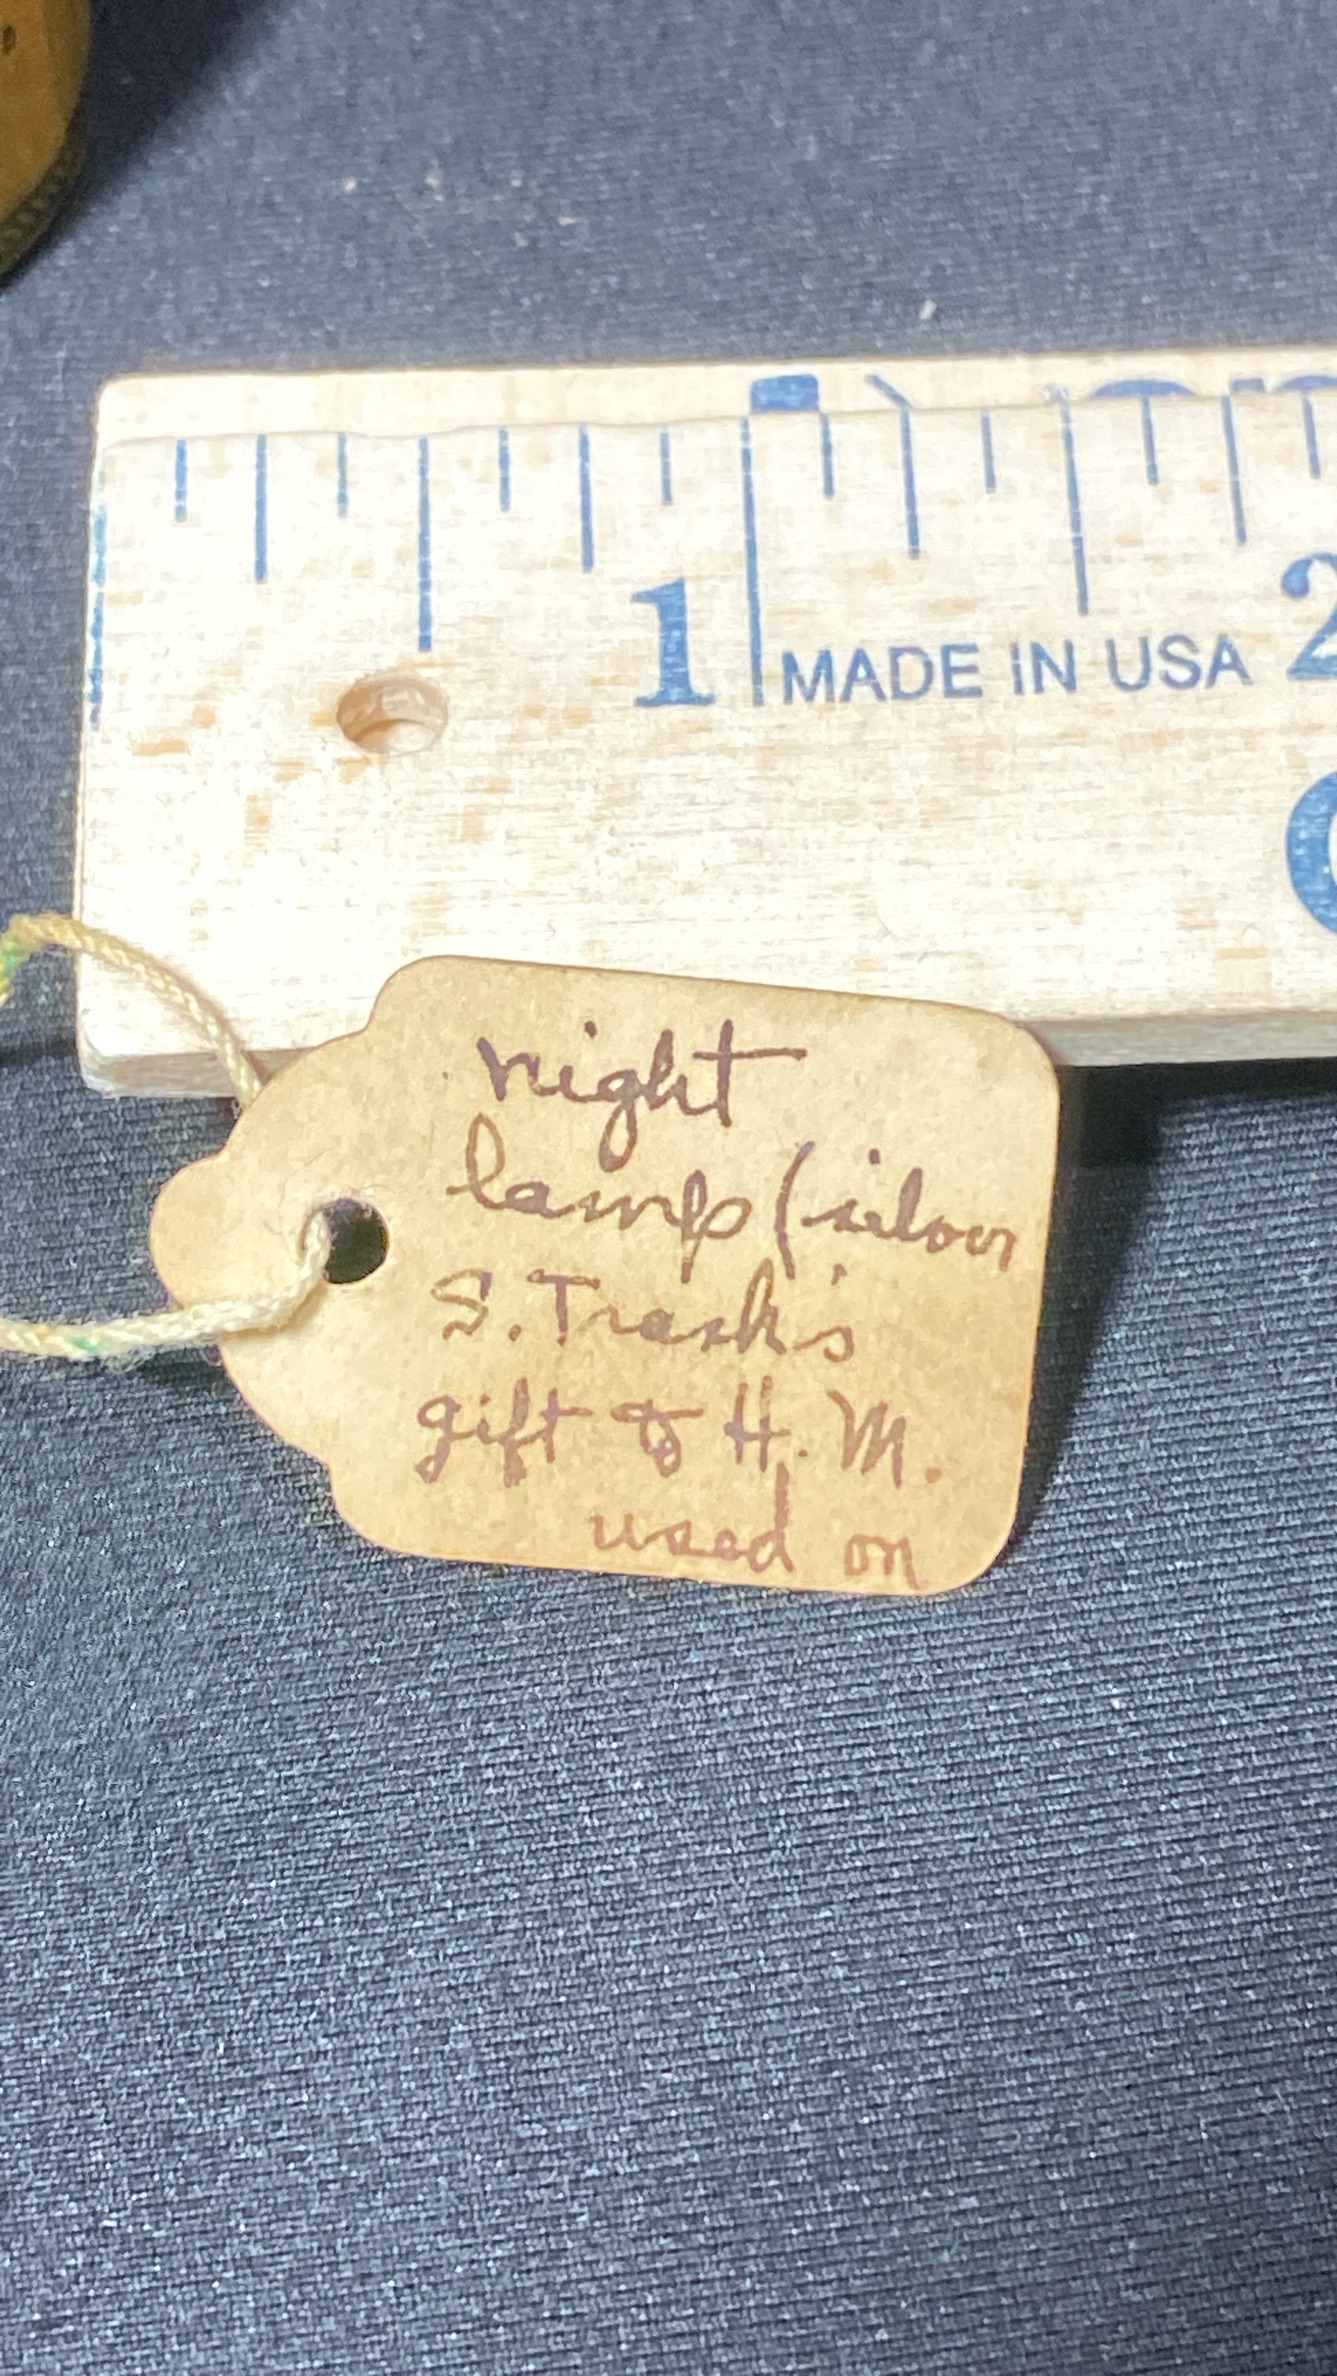 1 MADE IN USA 2
night
lamp (silver
S. Trask's
gift to H. M.
used on